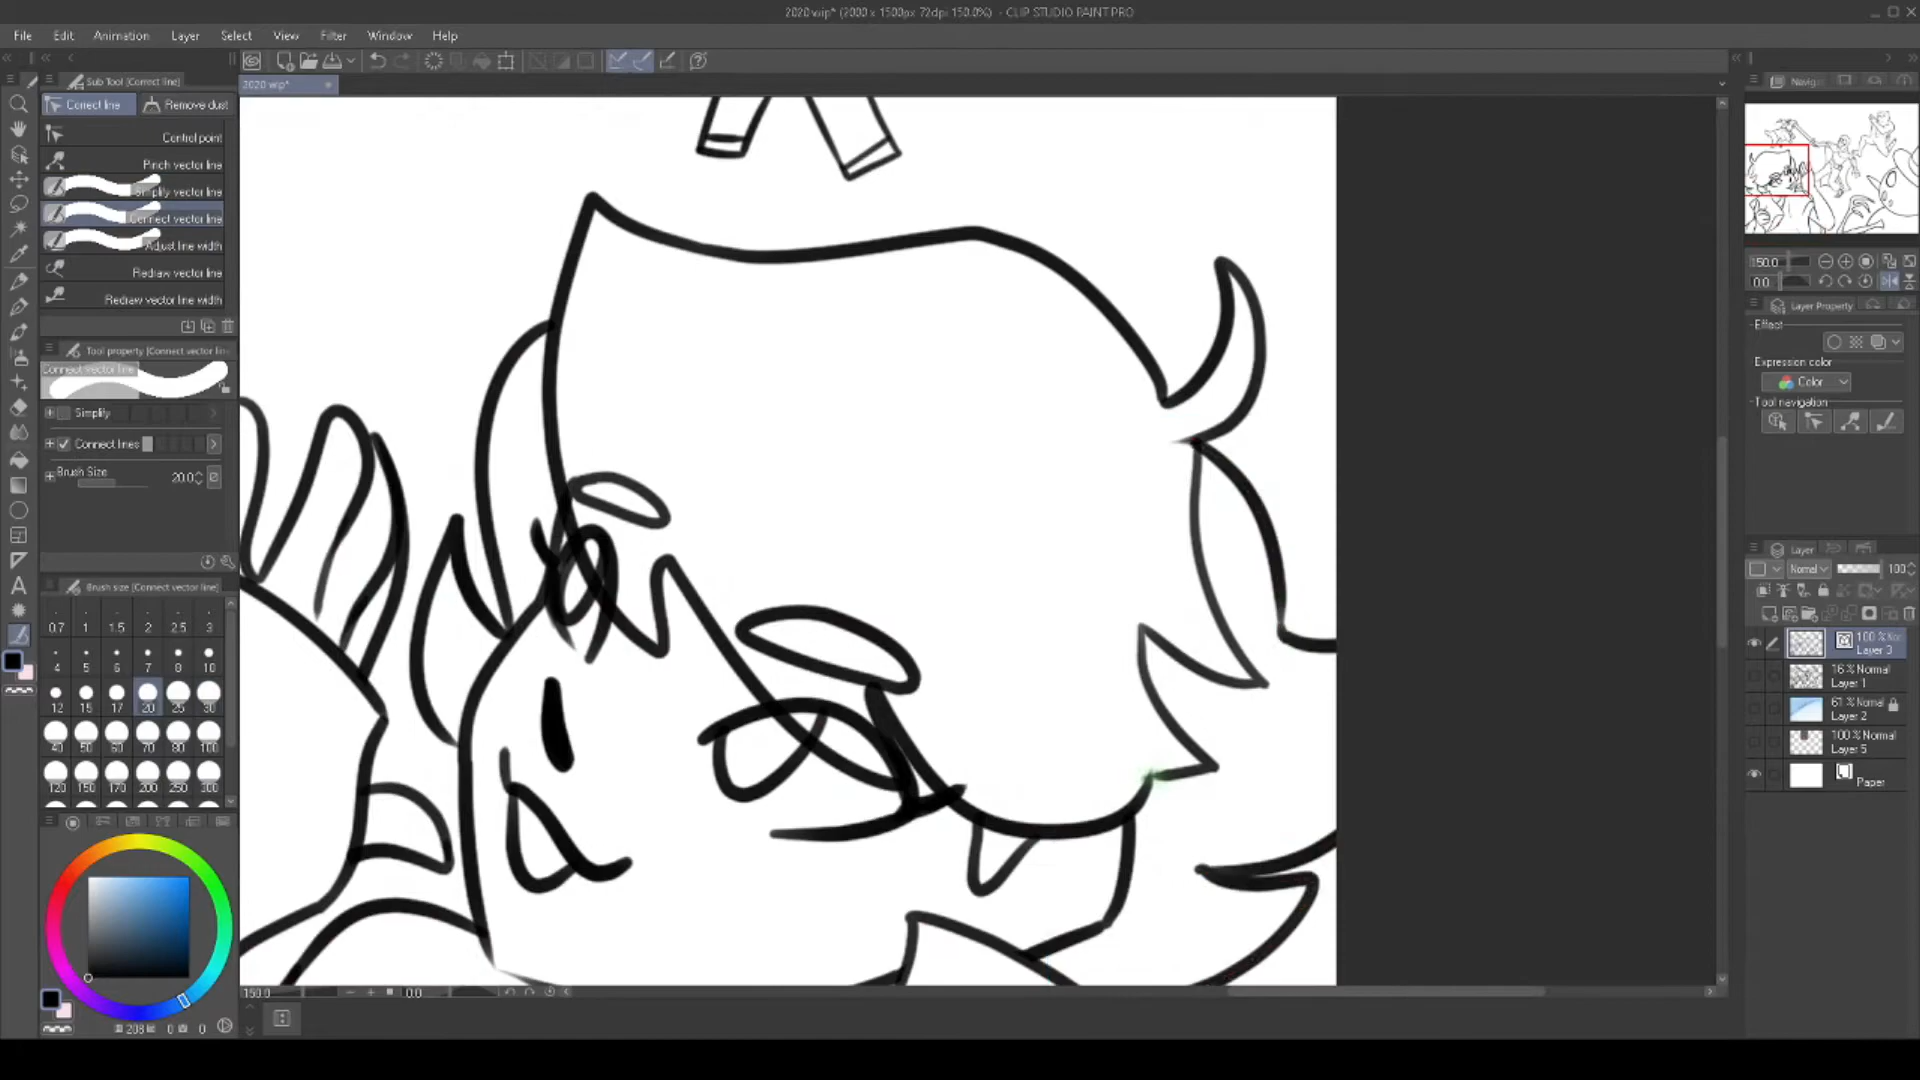 2020 wip* (2000 x 1500px 72dpi 150.0%) - CLIP STUDIO PAINT PRO
File Edit Animation Layer Select View Filter Window Help
Sub Tool [Correct line]
2020 wip*
Correct line Remove dust
Control point
Pinch vector line
Simplify vector line
Connect vector line
Adjust line width
Redraw vector line
Redraw vector line width
Tool property [Connect vector lin
Connect vector line
Simplify
Connect lines
Brush Size 20.0
Brush size [Connect vector line]
0.7 1 1.5 2 2.5 3
4 5 6 7 8 10
12 15 17 20 25 30
40 50 60 70 80 100
120 150 170 200 250 300
208 0 0
150.0 0.0
Navig
150.0
0.0
Layer Property
Effect
Expression color
Color
Tool navigation
Layer
Normal 100
100 % Nor
Layer 3
16 % Normal
Layer 1
61 % Normal
Layer 2
100 % Normal
Layer 5
Paper